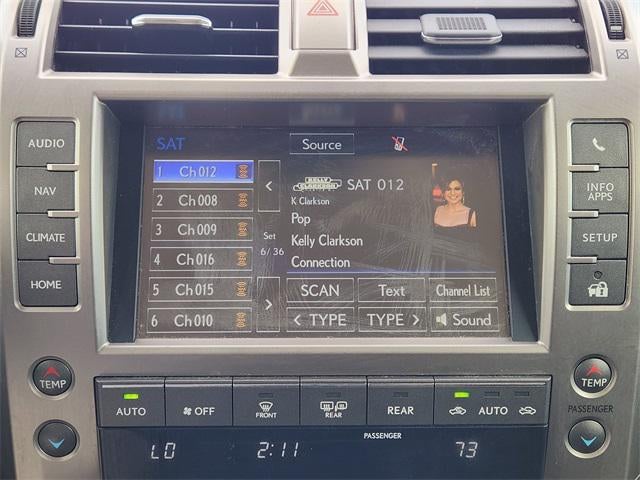 SAT
Source
1 Ch 012
2 Ch 008
3 Ch 009
4 Ch 016
5 Ch 015
6 Ch 010
Set
6/36
KELLY
CLARKSON
SAT 012
K Clarkson
Pop
Kelly Clarkson
Connection
SCAN
Text
Channel List
< TYPE
TYPE >
Sound
AUDIO
NAV
CLIMATE
HOME
INFO
APPS
SETUP
TEMP
TEMP
PASSENGER
AUTO
OFF
FRONT
REAR
REAR
AUTO
PASSENGER
LO
2:11
73